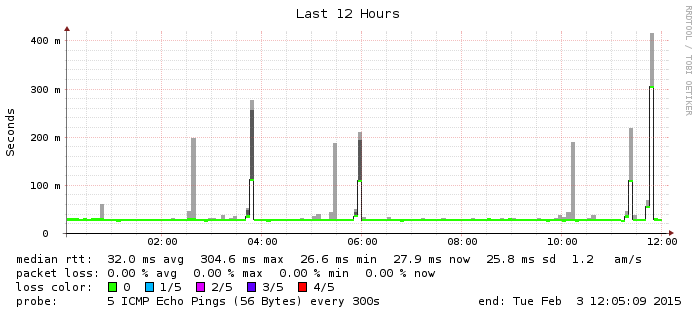 Last 12 Hours
RRDTOOL / TOBI OETIKER
Seconds
400 m
300 m
200 m
100 m
0
02:00 04:00 06:00 08:00 10:00 12:00
median rtt: 32.0 ms avg 304.6 ms max 26.6 ms min 27.9 ms now 25.8 ms sd 1.2 am/s
packet loss: 0.00 % avg 0.00 % max 0.00 % min 0.00 % now
loss color: 0 1/5 2/5 3/5 4/5
probe: 5 ICMP Echo Pings (56 Bytes) every 300s end: Tue Feb 3 12:05:09 2015